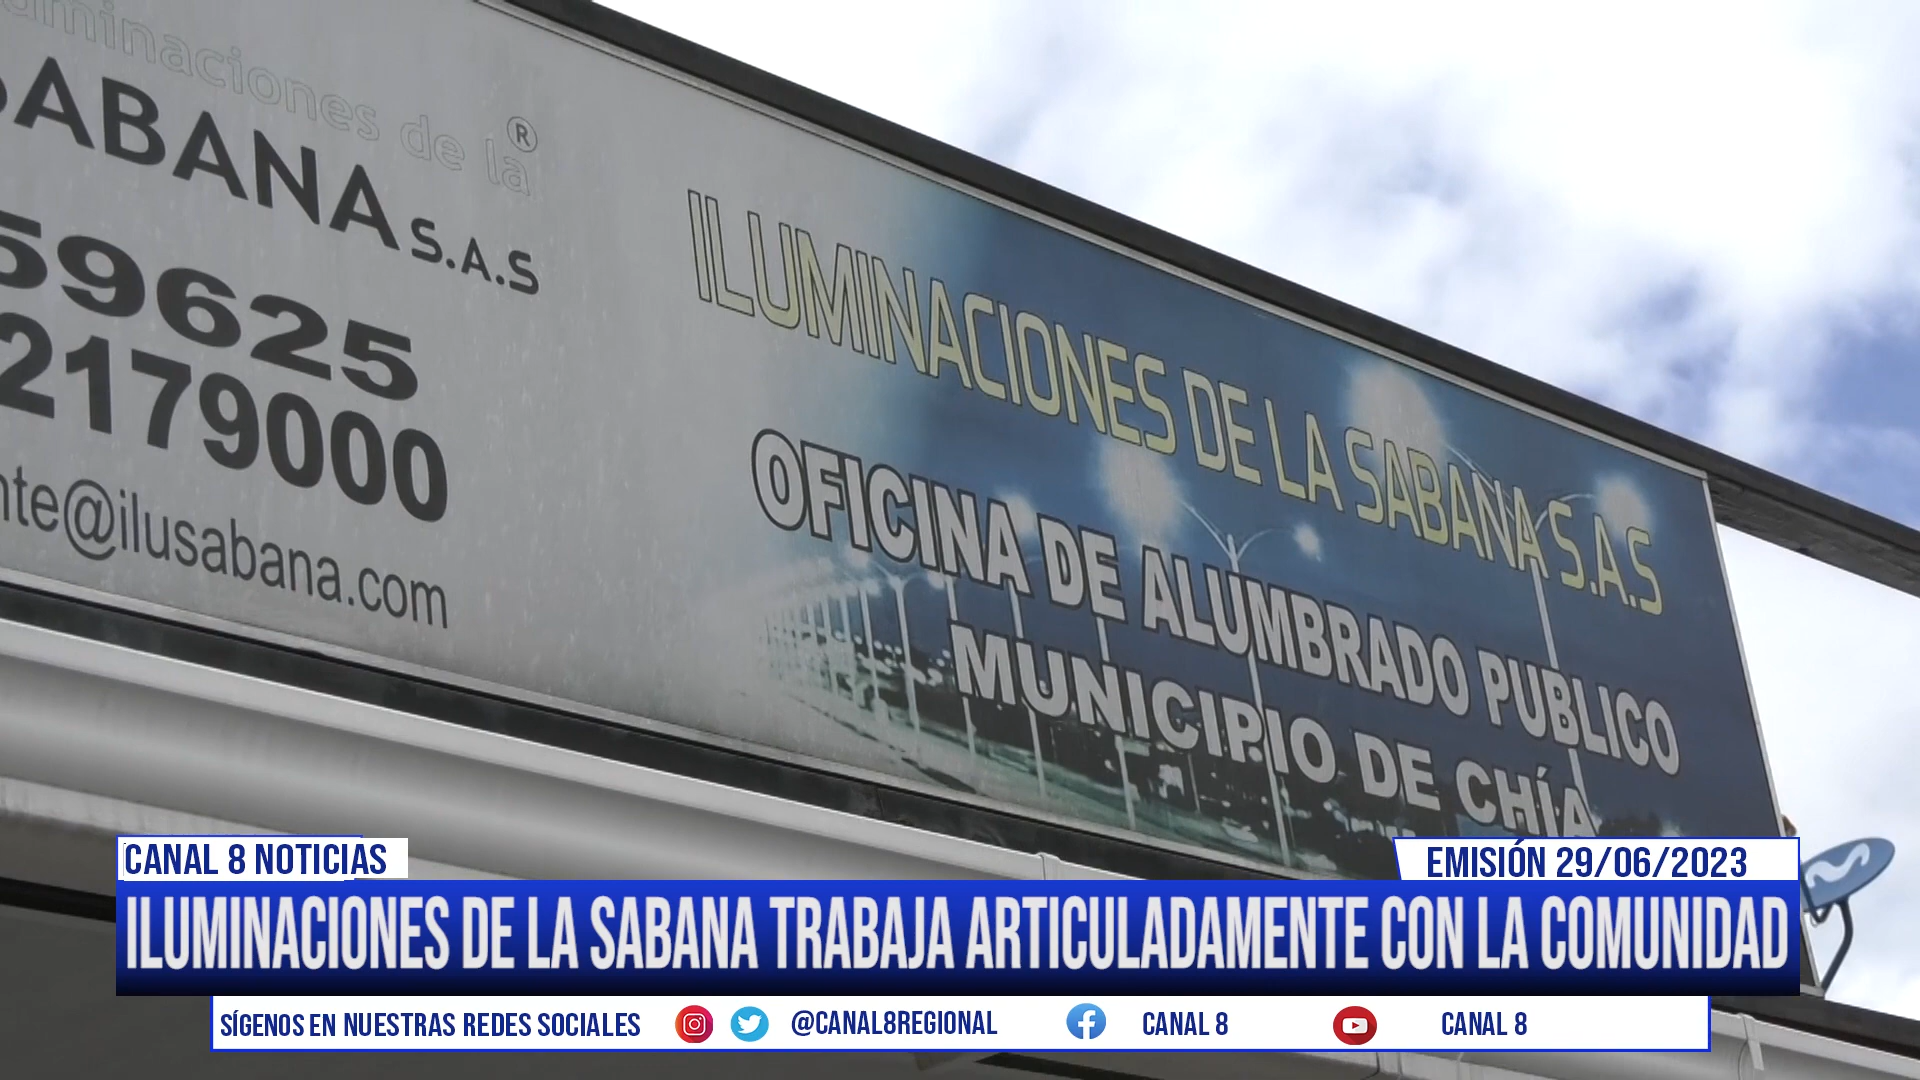 Iluminaciones de la
SABANA S.A.S ®
59625
2179000
nte@ilusabana.com
ILUMINACIONES DE LA SABANA S.A.S
OFICINA DE ALUMBRADO PUBLICO
MUNICIPIO DE CHÍA
CANAL 8 NOTICIAS
EMISIÓN 29/06/2023
ILUMINACIONES DE LA SABANA TRABAJA ARTICULADAMENTE CON LA COMUNIDAD
SÍGENOS EN NUESTRAS REDES SOCIALES @CANAL8REGIONAL CANAL 8 CANAL 8